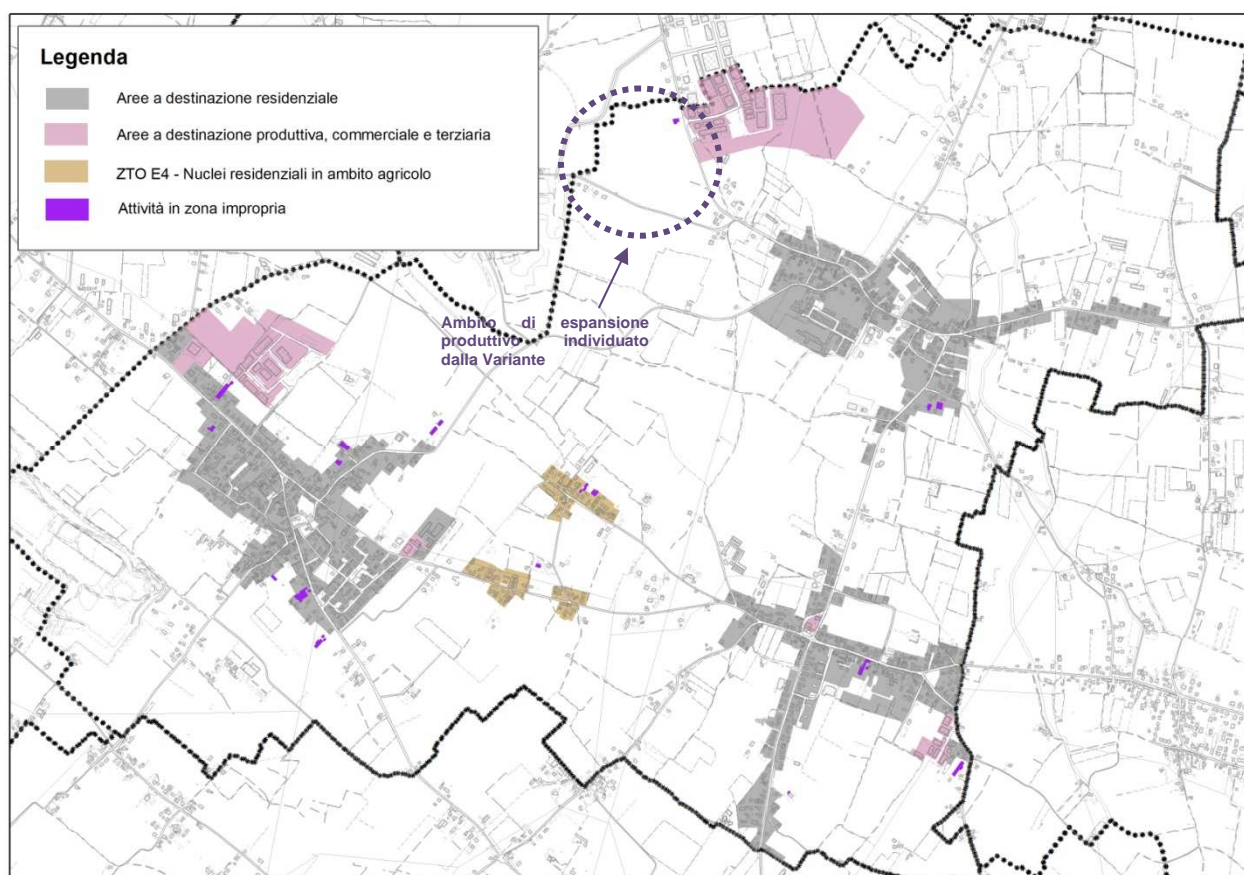 Legenda
Aree a destinazione residenziale
Aree a destinazione produttiva, commerciale e terziaria
ZTO E4 - Nuclei residenziali in ambito agricolo
Attività in zona impropria
Ambito di espansione
produttivo individuato
dalla Variante